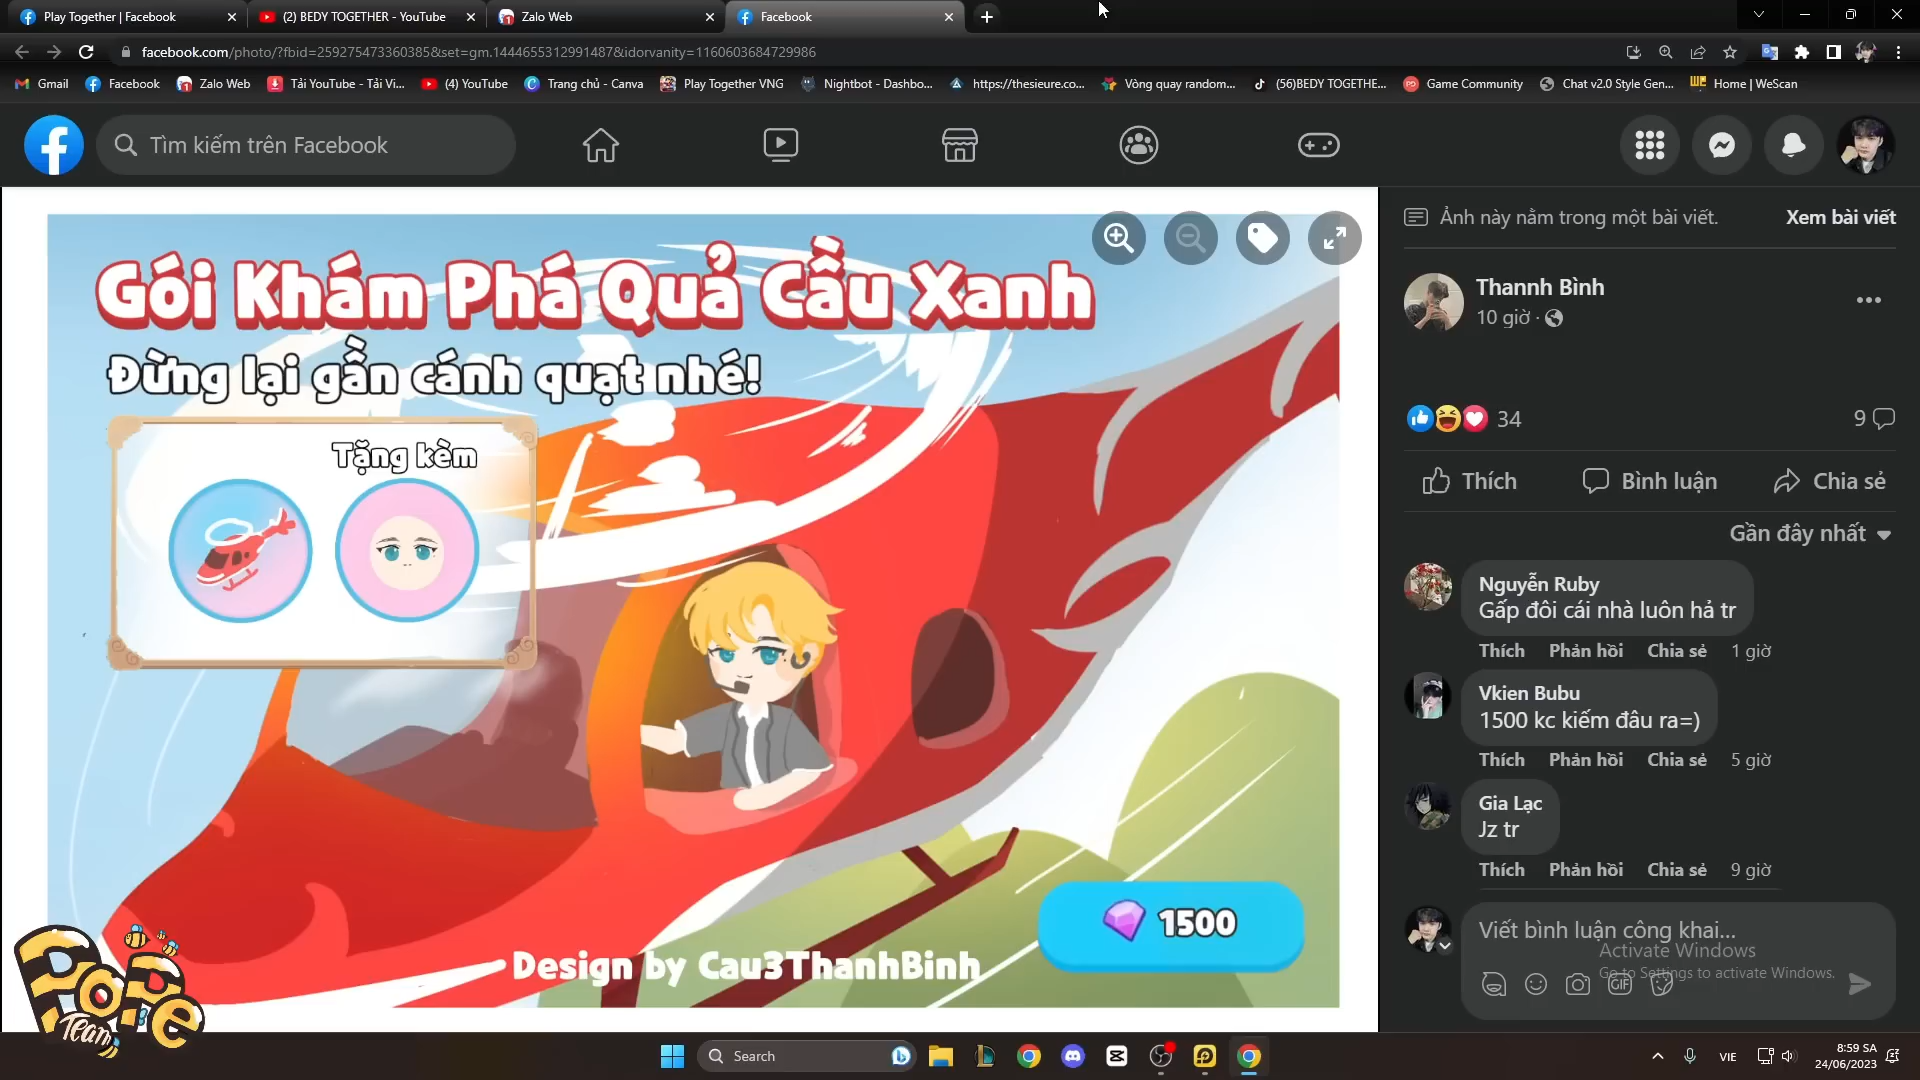 Play Together | Facebook
(2) BEDY TOGETHER - YouTube
Zalo Web
Facebook
facebook.com/photo/?fbid=259275473360385&set=gm.1444655312991487&idorvanity=1160603684729986
Gmail
Facebook
Zalo Web
Tải YouTube - Tải Vi...
(4) YouTube
Trang chủ - Canva
Play Together VNG
Nightbot - Dashbo...
https://thesieure.co...
Vòng quay random...
(56)BEDY TOGETHE...
Game Community
Chat v2.0 Style Gen...
Home | WeScan
Tìm kiếm trên Facebook
Gói Khám Phá Quả Cầu Xanh
Đừng lại gần cánh quạt nhé!
Tặng kèm
1500
Design by Cau3ThanhBinh
PoPe
Team
Ảnh này nằm trong một bài viết.
Xem bài viết
Thannh Bình
10 giờ ·
34
9
Thích
Bình luận
Chia sẻ
Gần đây nhất
Nguyễn Ruby
Gấp đôi cái nhà luôn hả tr
Thích Phản hồi Chia sẻ 1 giờ
Vkien Bubu
1500 kc kiếm đâu ra=)
Thích Phản hồi Chia sẻ 5 giờ
Gia Lạc
Jz tr
Thích Phản hồi Chia sẻ 9 giờ
Viết bình luận công khai...
Activate Windows
Go to Settings to activate Windows.
GIF
Search
VIE
8:59 SA
24/06/2023